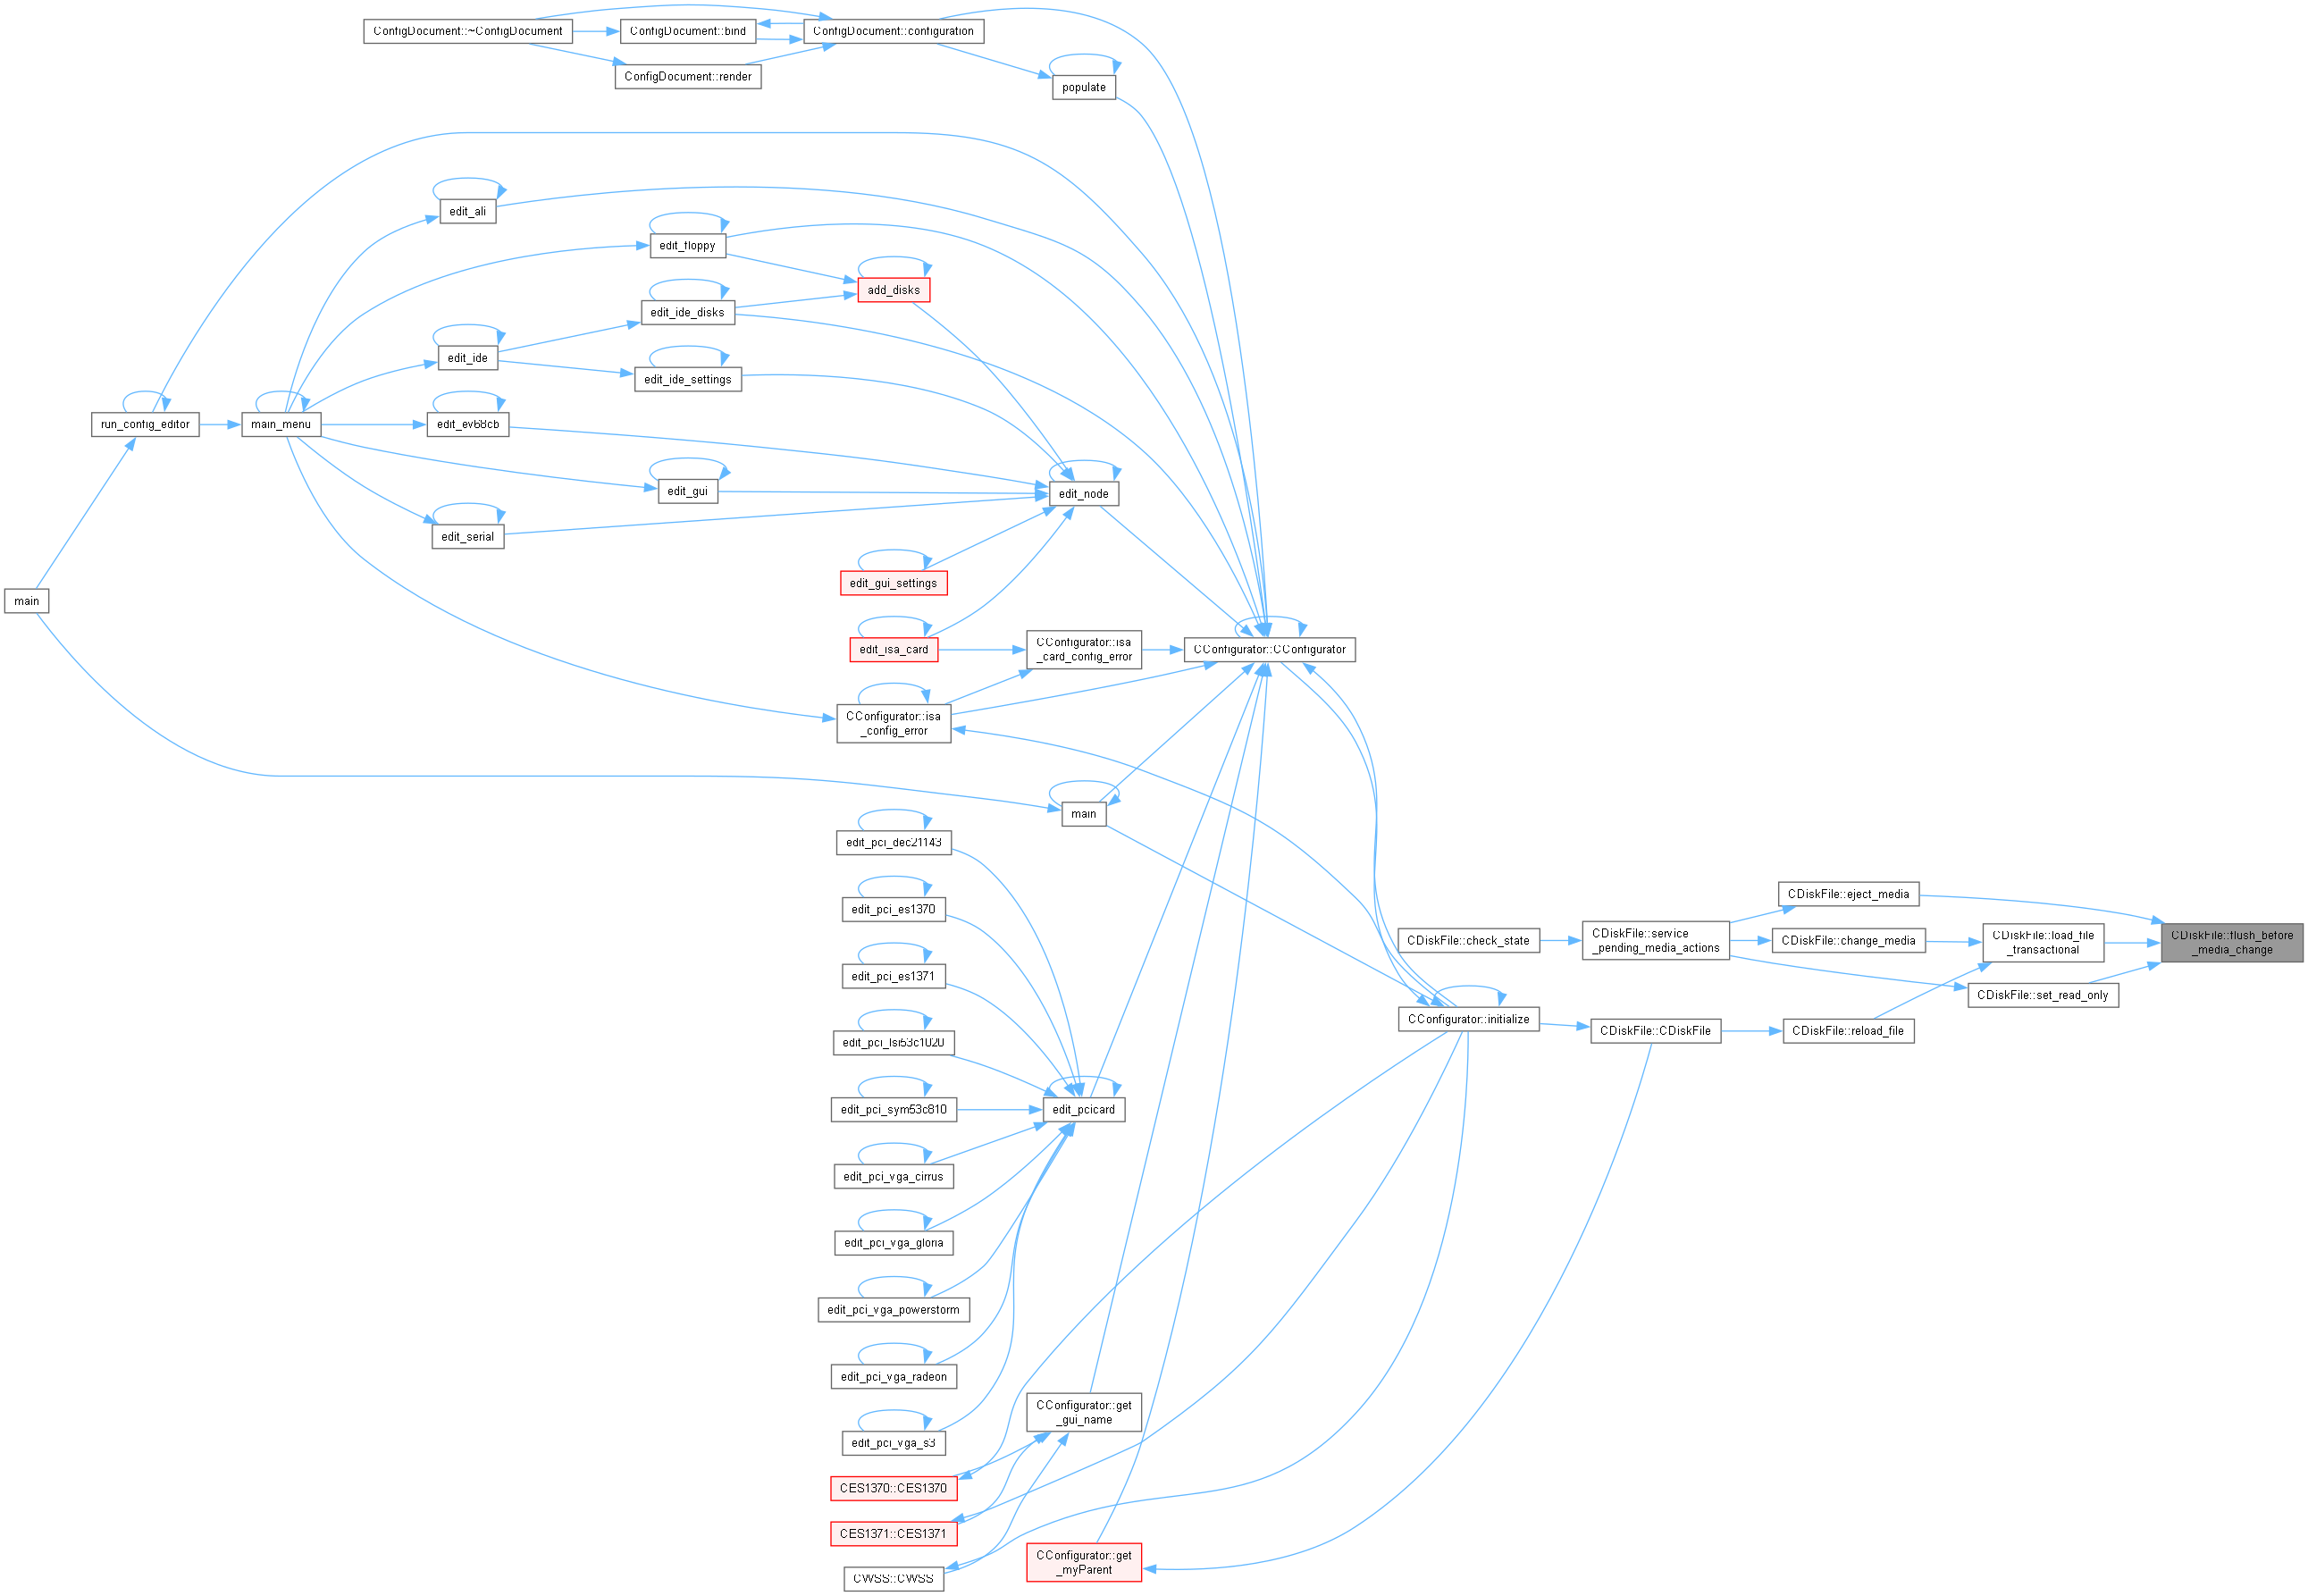 ConfigDocument::~ConfigDocument
ConfigDocument::bind
ConfigDocument::configuration
ConfigDocument::render
populate
edit_ali
edit_floppy
add_disks
edit_ide_disks
edit_ide
edit_ide_settings
run_config_editor
main_menu
edit_ev68cb
edit_gui
edit_node
edit_serial
edit_gui_settings
main
edit_isa_card
CConfigurator::isa
_card_config_error
CConfigurator::CConfigurator
CConfigurator::isa
_config_error
main
edit_pci_dec21143
edit_pci_es1370
edit_pci_es1371
edit_pci_lsi53c1020
edit_pci_sym53c810
edit_pcicard
edit_pci_vga_cirrus
edit_pci_vga_gloria
edit_pci_vga_powerstorm
edit_pci_vga_radeon
edit_pci_vga_s3
CConfigurator::get
_gui_name
CES1370::CES1370
CES1371::CES1371
CWSS::CWSS
CConfigurator::get
_myParent
CDiskFile::check_state
CConfigurator::initialize
CDiskFile::service
_pending_media_actions
CDiskFile::CDiskFile
CDiskFile::eject_media
CDiskFile::change_media
CDiskFile::reload_file
CDiskFile::load_file
_transactional
CDiskFile::set_read_only
CDiskFile::flush_before
_media_change